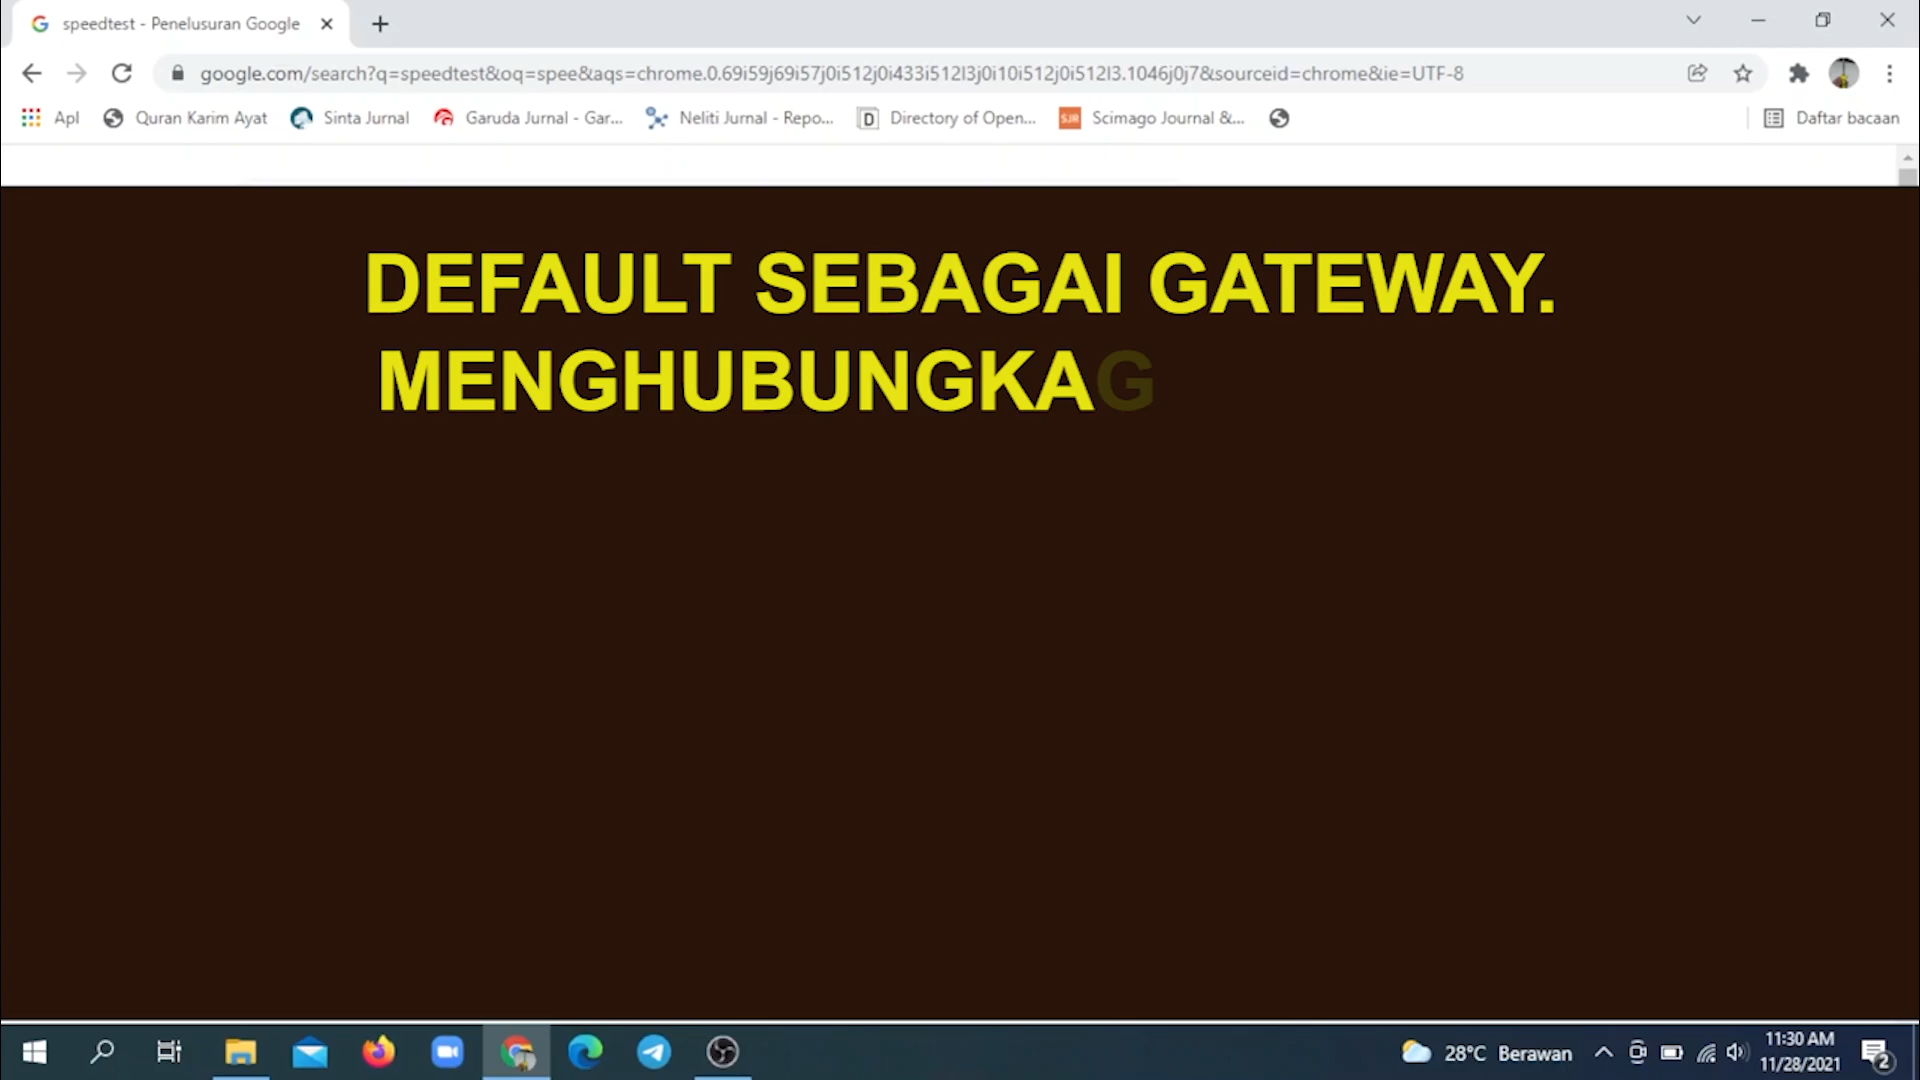 speedtest - Penelusuran Google
google.com/search?q=speedtest&oq=spee&aqs=chrome.0.69i59j69i57j0i512j0i433i512l3j0i10i512j0i512l3.1046j0j7&sourceid=chrome&ie=UTF-8
Apl Quran Karim Ayat Sinta Jurnal Garuda Jurnal - Gar... Neliti Jurnal - Repo... D Directory of Open... SJR Scimago Journal &... Daftar bacaan
DEFAULT SEBAGAI GATEWAY.
MENGHUBUNGKAG
28°C Berawan
11:30 AM
11/28/2021
2